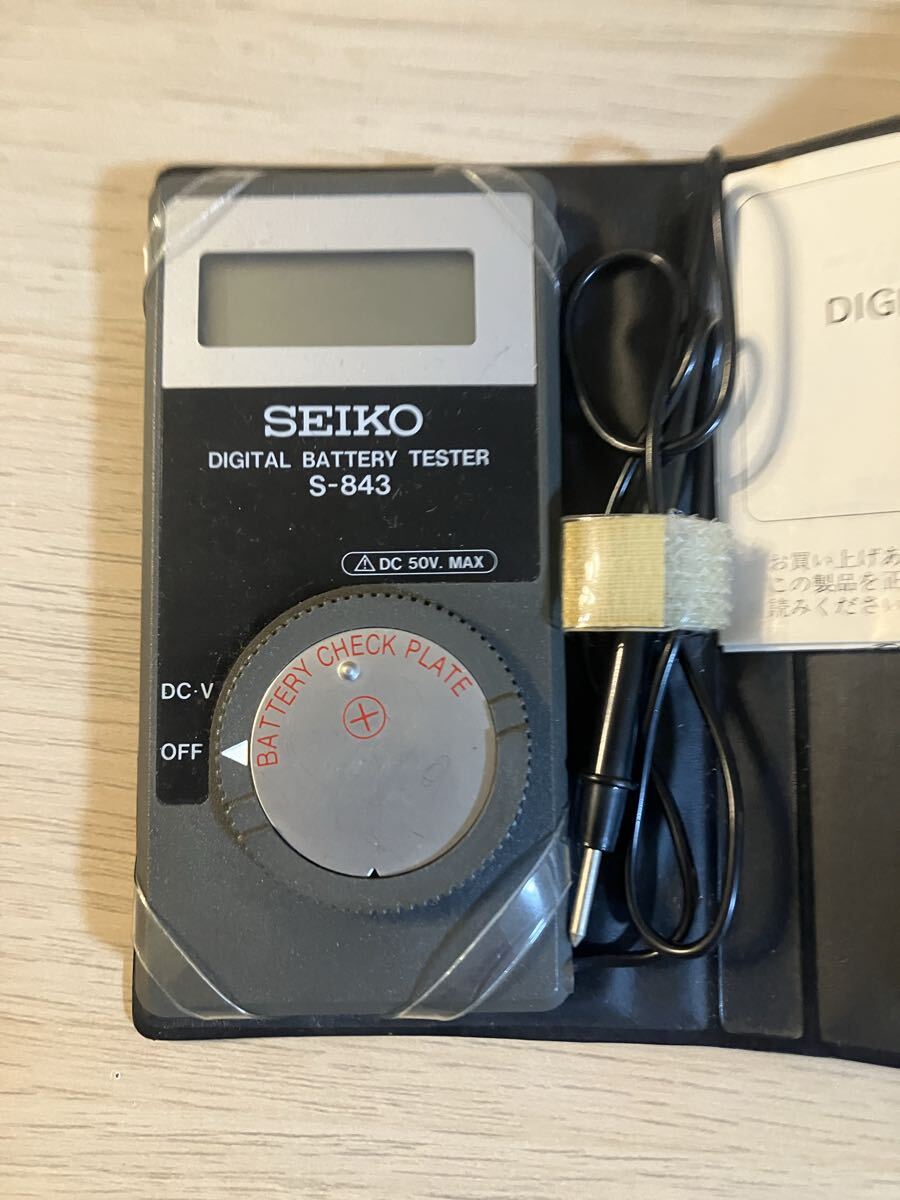 SEIKO
DIGITAL BATTERY TESTER
S-843
⚠ DC 50V. MAX
BATTERY CHECK PLATE
+
DC·V
OFF
DIGI
お買い上げあ
この製品を正
読みください